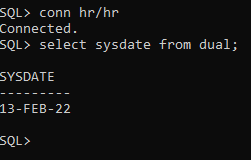 SQL> conn hr/hr
Connected.
SQL> select sysdate from dual;
SYSDATE
---------
13-FEB-22
SQL>